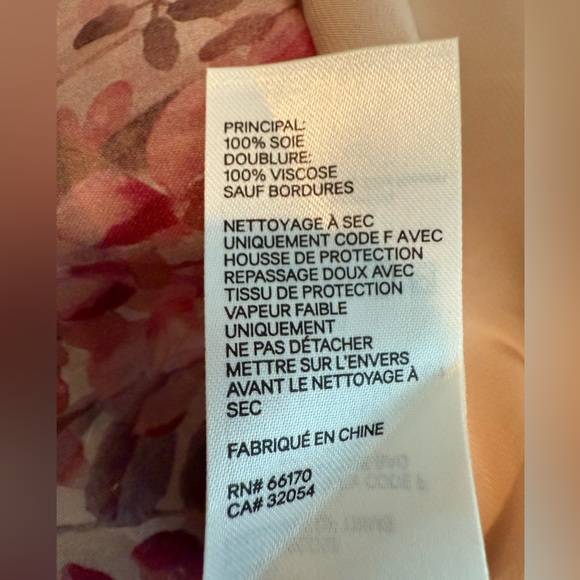 PRINCIPAL:
100% SOIE
DOUBLURE:
100% VISCOSE
SAUF BORDURES
NETTOYAGE À SEC
UNIQUEMENT CODE F AVEC
HOUSSE DE PROTECTION
REPASSAGE DOUX AVEC
TISSU DE PROTECTION
VAPEUR FAIBLE
UNIQUEMENT
NE PAS DÉTACHER
METTRE SUR L'ENVERS
AVANT LE NETTOYAGE À
SEC
FABRIQUÉ EN CHINE
RN# 66170
CA# 32054